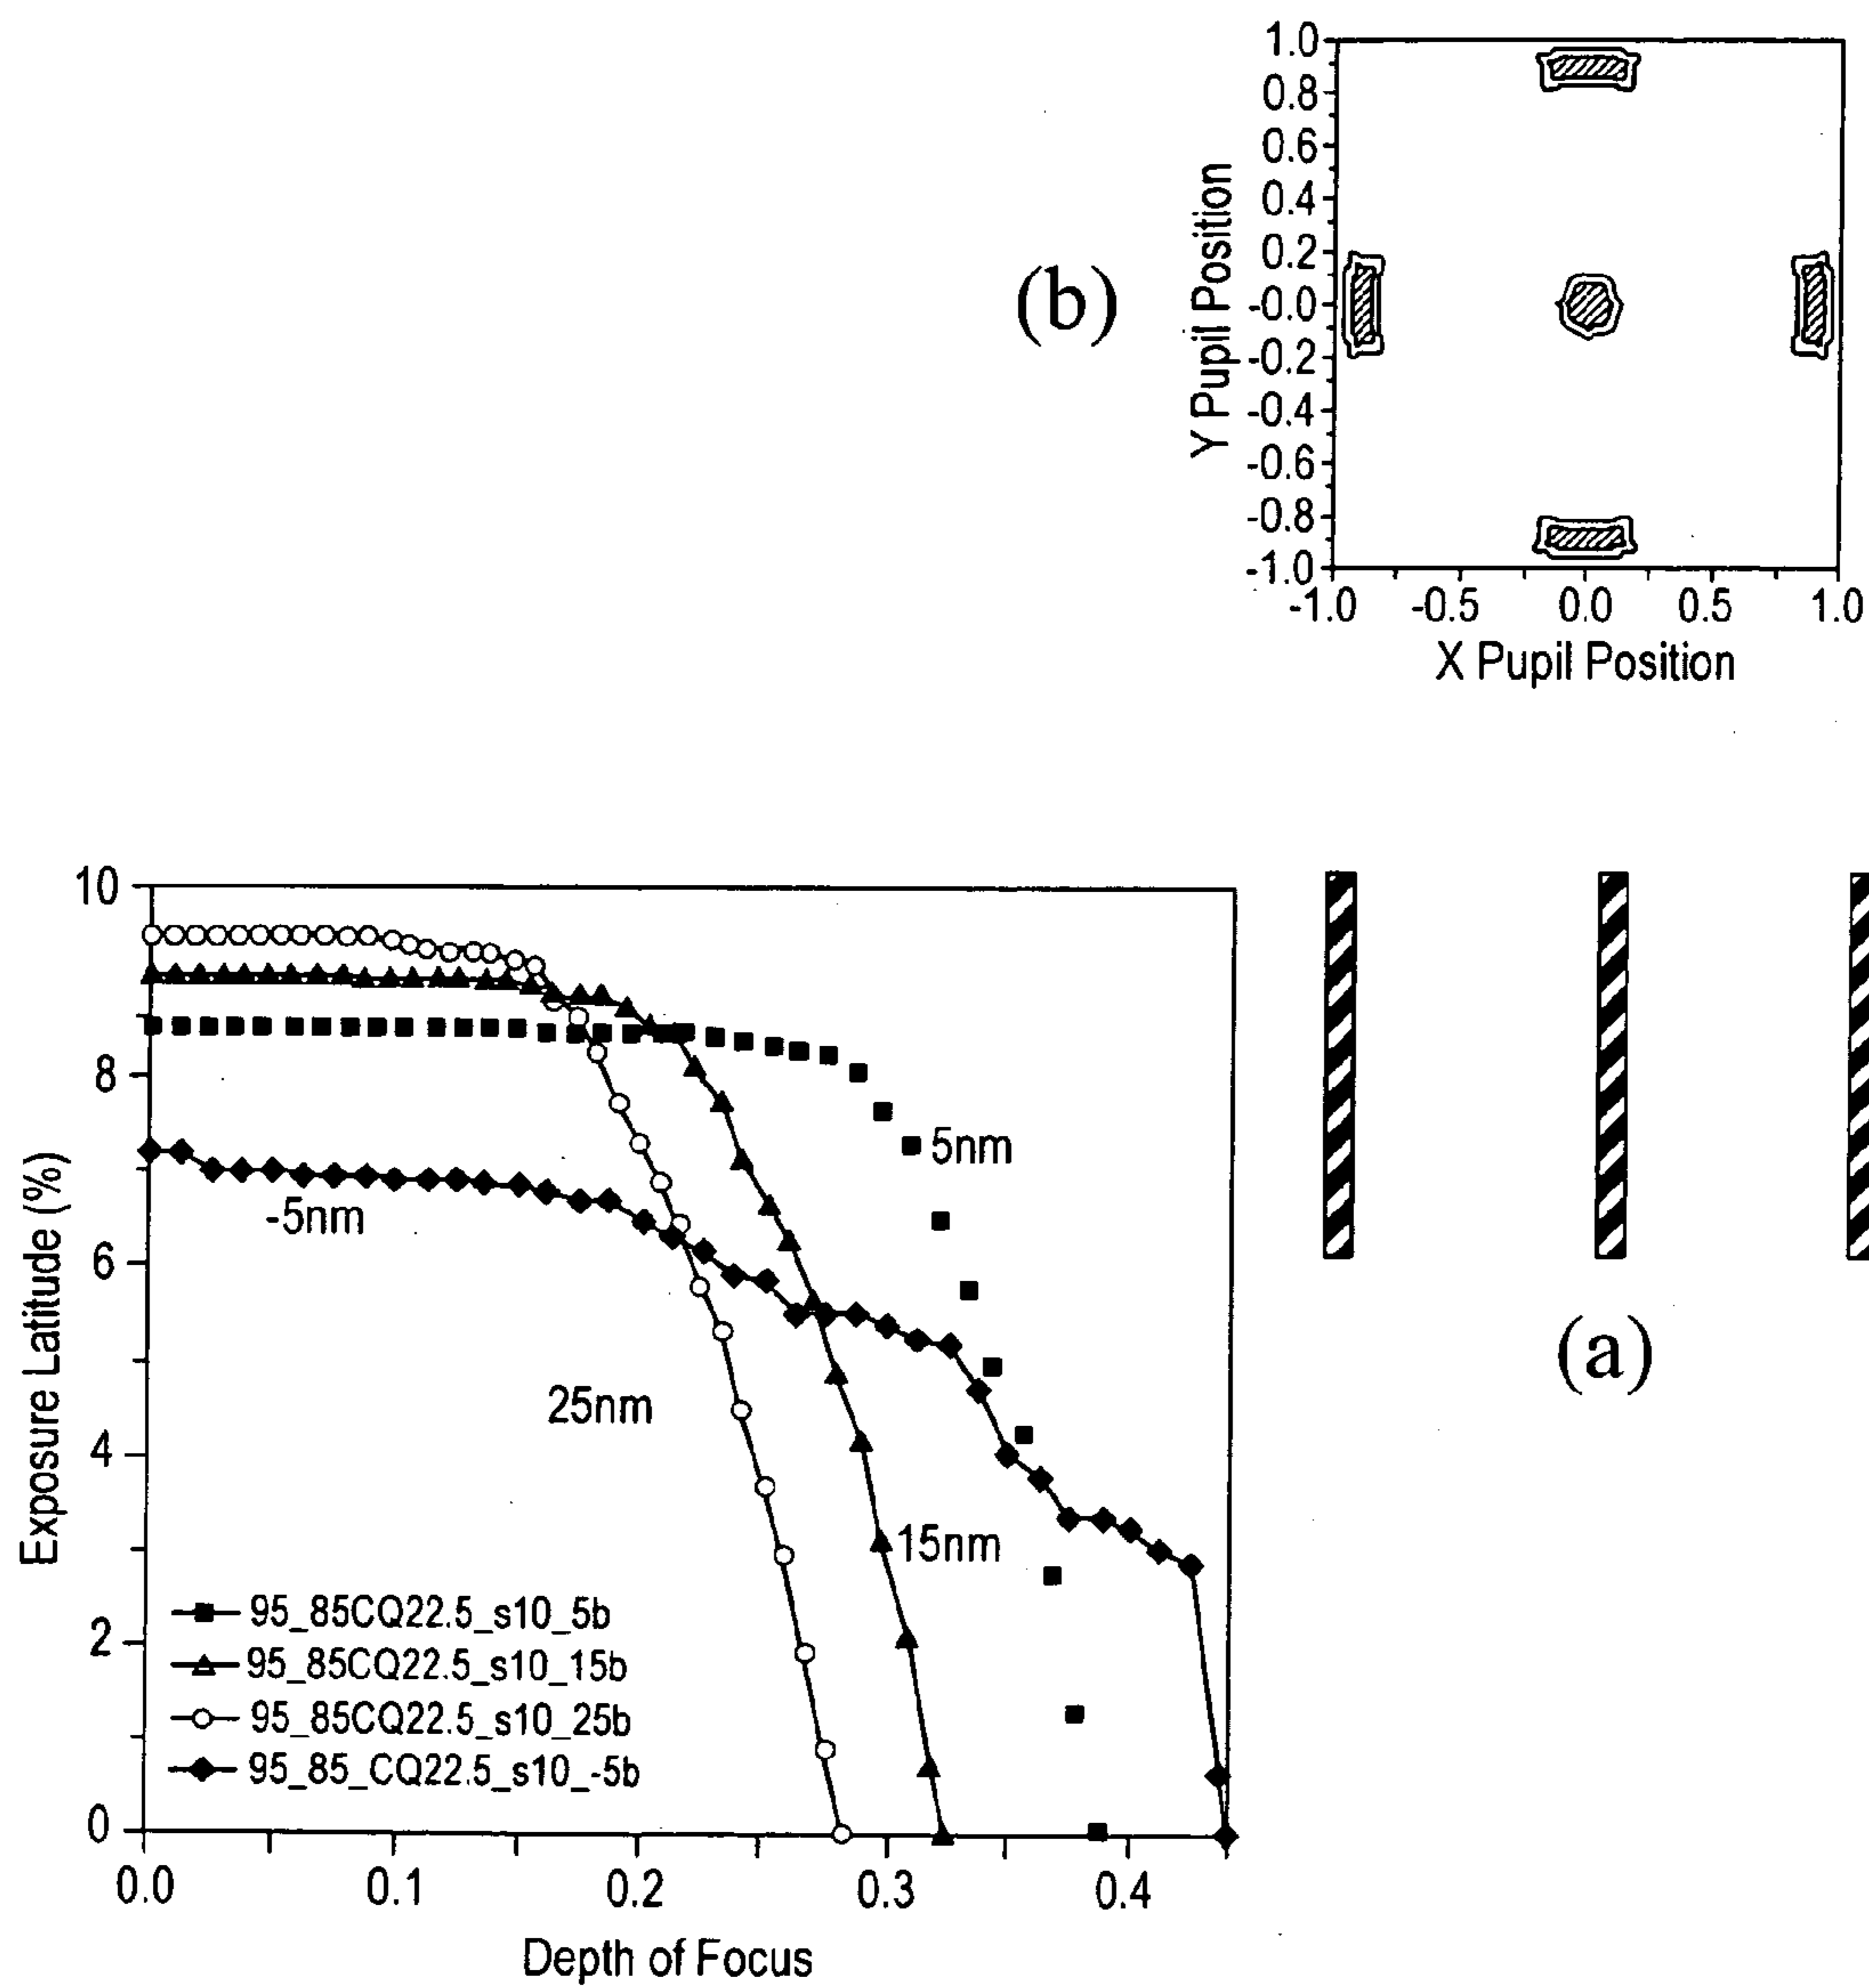 (b)
Y Pupil Position
1.0
0.8
0.6
0.4
0.2
-0.0
-0.2
-0.4
-0.6
-0.8
-1.0
-1.0 -0.5 0.0 0.5 1.0
X Pupil Position
Exposure Latitude (%)
10
8
6
4
2
0
5nm
-5nm
25nm
15nm
95_85CQ22.5_s10_5b
95_85CQ22.5_s10_15b
95_85CQ22.5_s10_25b
95_85_CQ22.5_s10_-5b
0.0 0.1 0.2 0.3 0.4
Depth of Focus
(a)